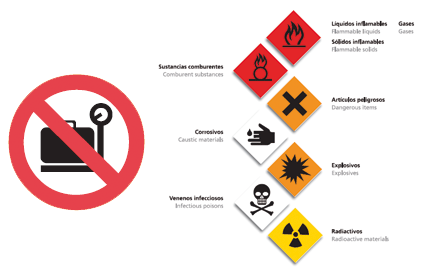 Líquidos inflamables Gases
Flammable liquids Gases
Sólidos inflamables
Flammable solids
Sustancias comburentes
Comburent substances
Artículos peligrosos
Dangerous items
Corrosivos
Caustic materials
Explosivos
Explosives
Venenos infecciosos
Infectious poisons
Radiactivos
Radioactive materials